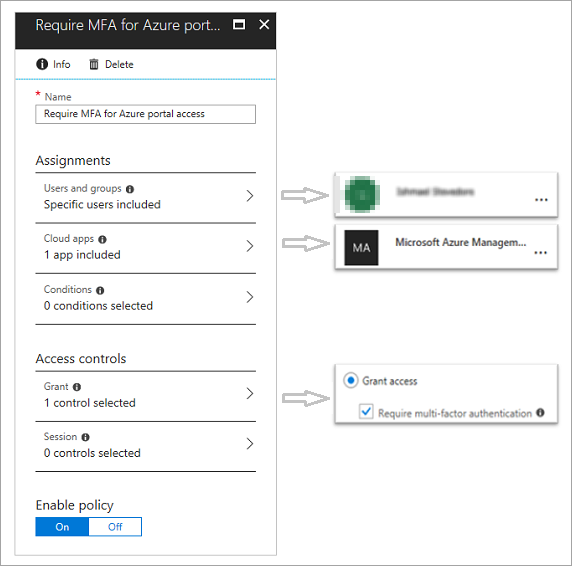 Require MFA for Azure port...
Info
Delete
* Name
Require MFA for Azure portal access
Assignments
Users and groups
Specific users included
Cloud apps
1 app included
MA
Microsoft Azure Managem...
...
Conditions
0 conditions selected
Access controls
Grant
1 control selected
Grant access
Require multi-factor authentication
Session
0 controls selected
Enable policy
On
Off